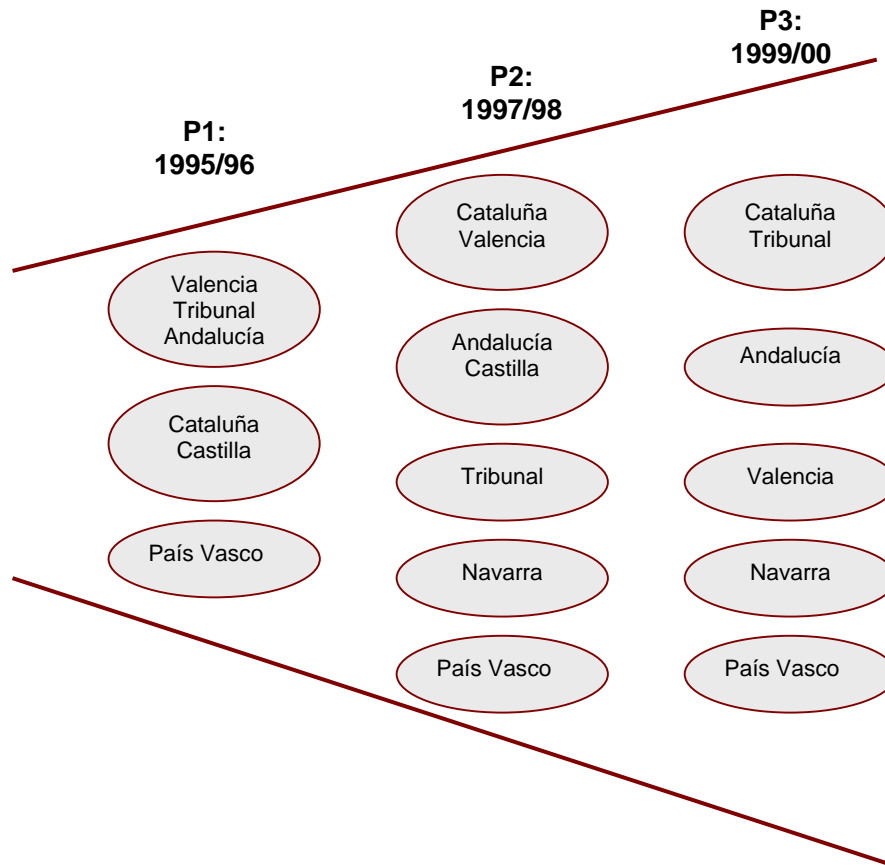 P1:
1995/96
Valencia
Tribunal
Andalucía
Cataluña
Castilla
País Vasco
P2:
1997/98
Cataluña
Valencia
Andalucía
Castilla
Tribunal
Navarra
País Vasco
P3:
1999/00
Cataluña
Tribunal
Andalucía
Valencia
Navarra
País Vasco